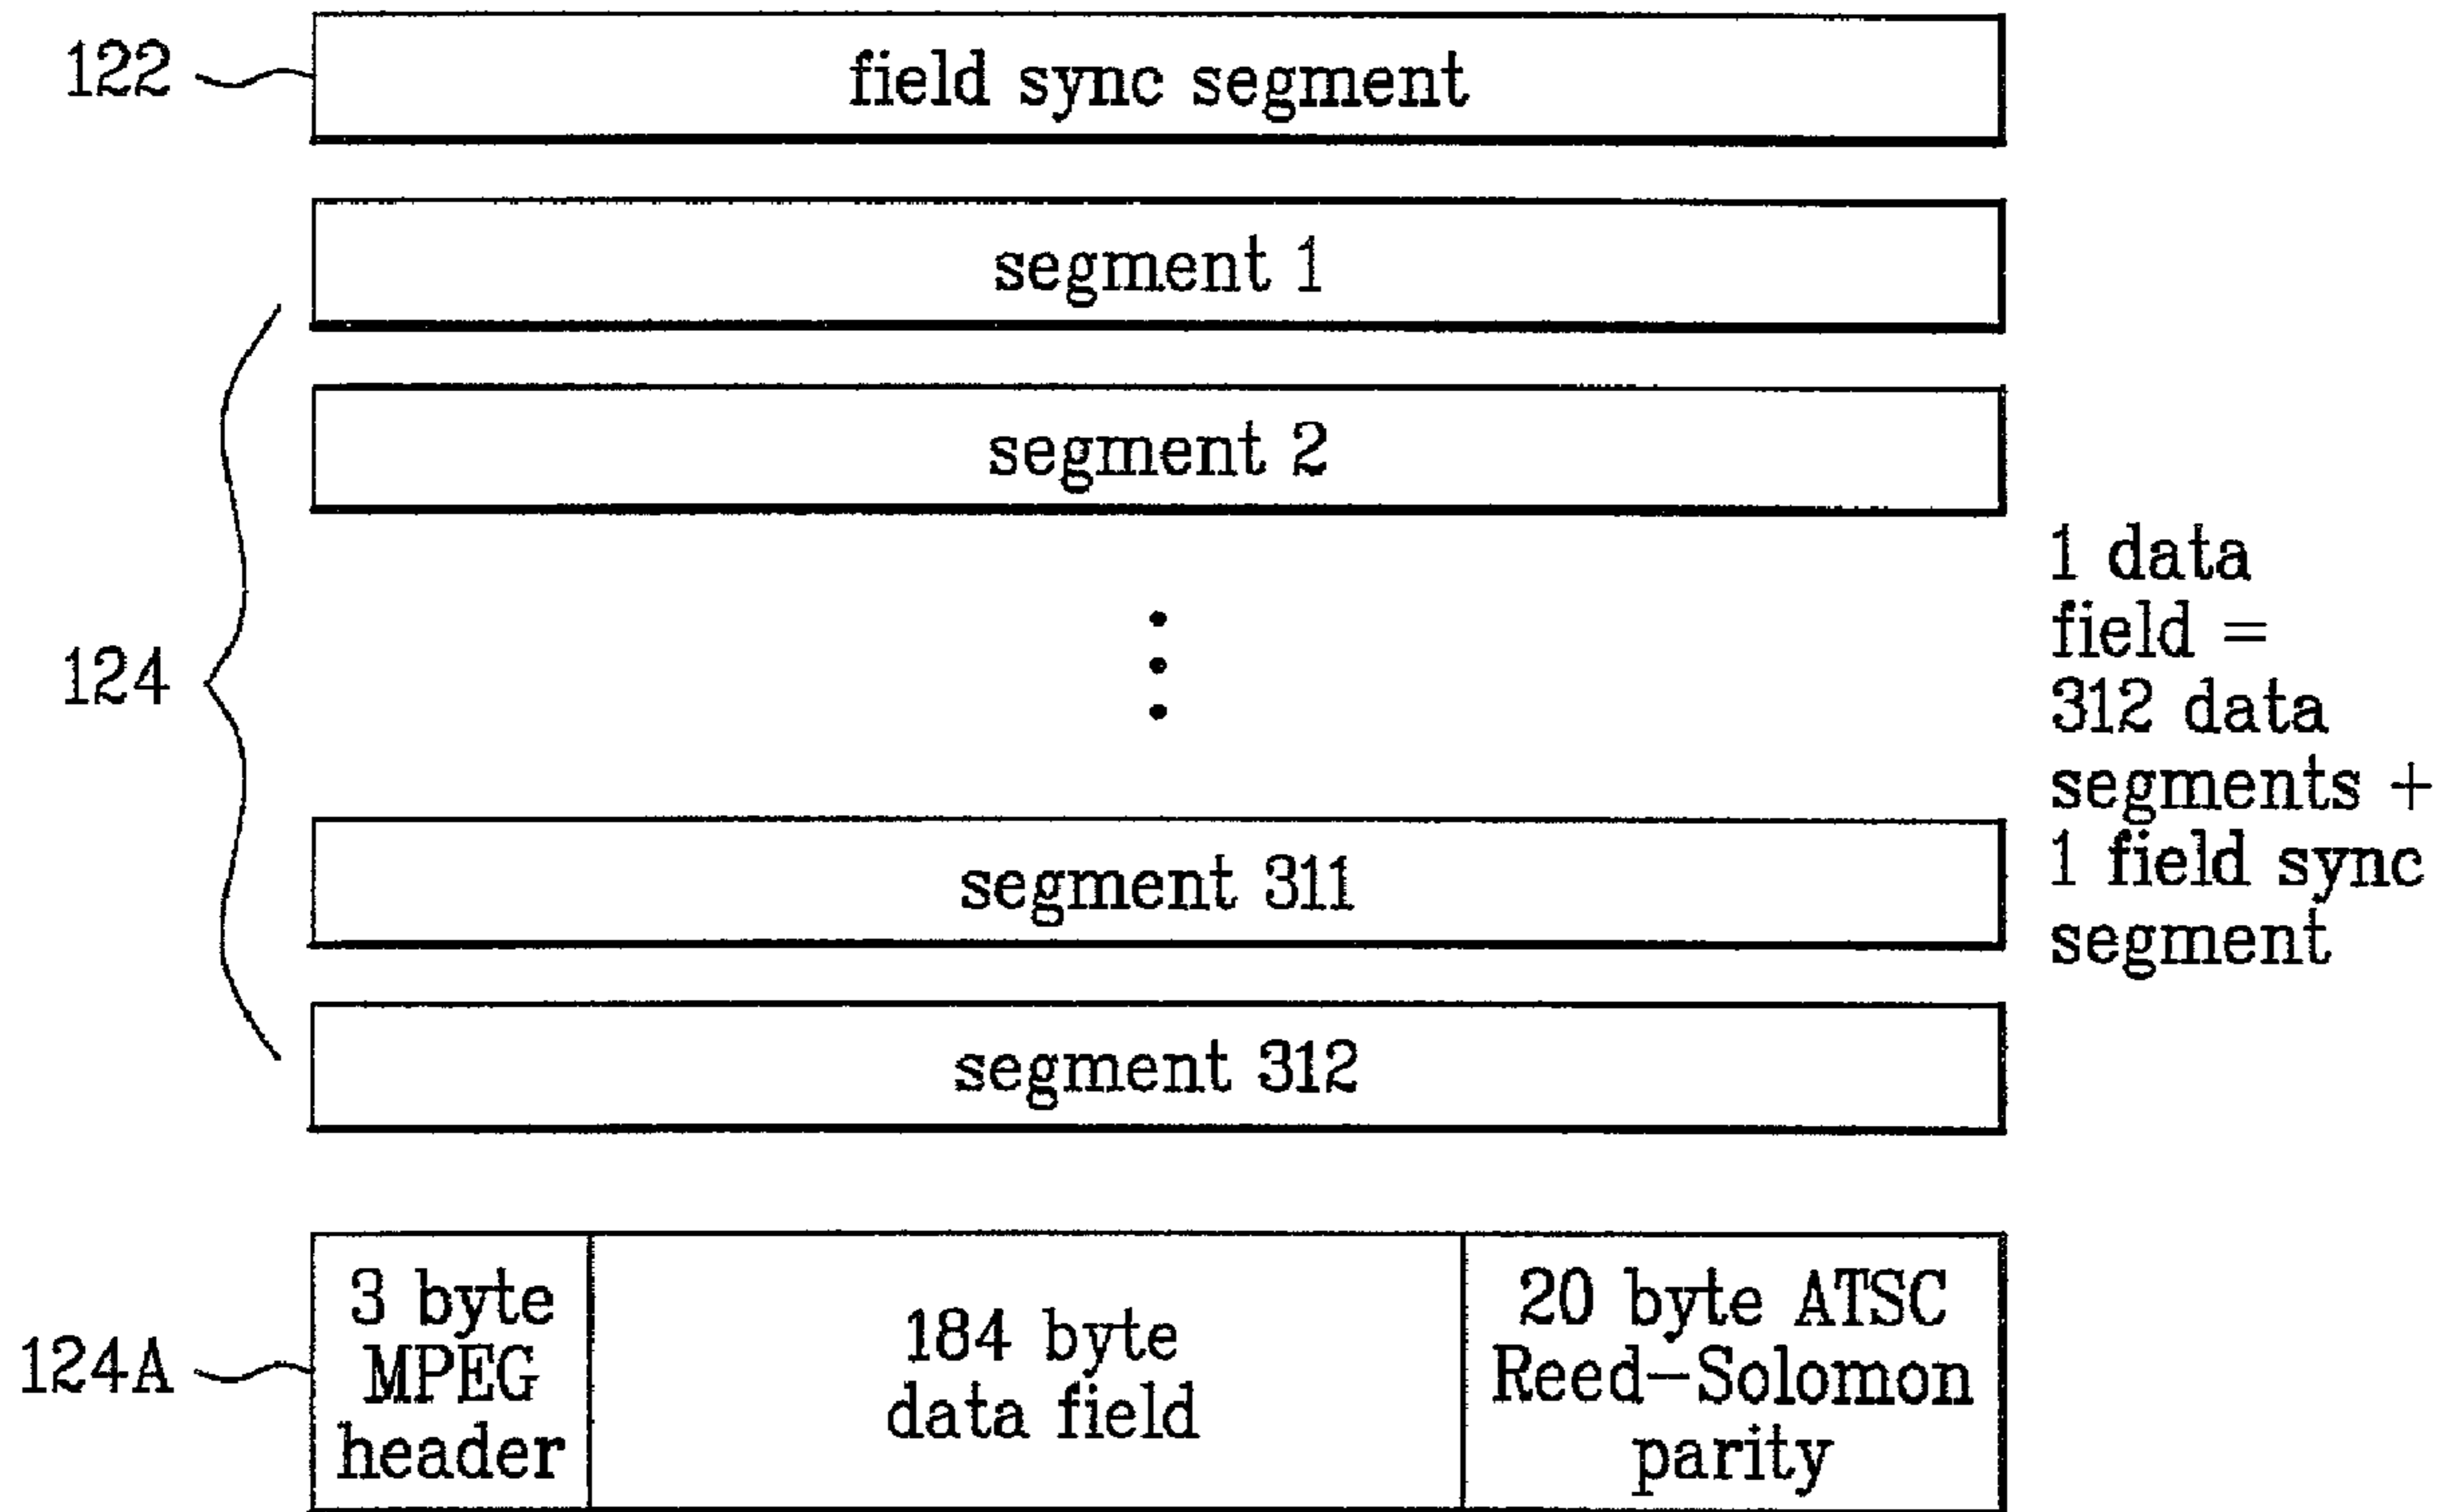 122
field sync segment
segment 1
segment 2
124
1 data
field =
312 data
segments +
1 field sync
segment
segment 311
segment 312
124A
3 byte
MPEG
header
184 byte
data field
20 byte ATSC
Reed-Solomon
parity